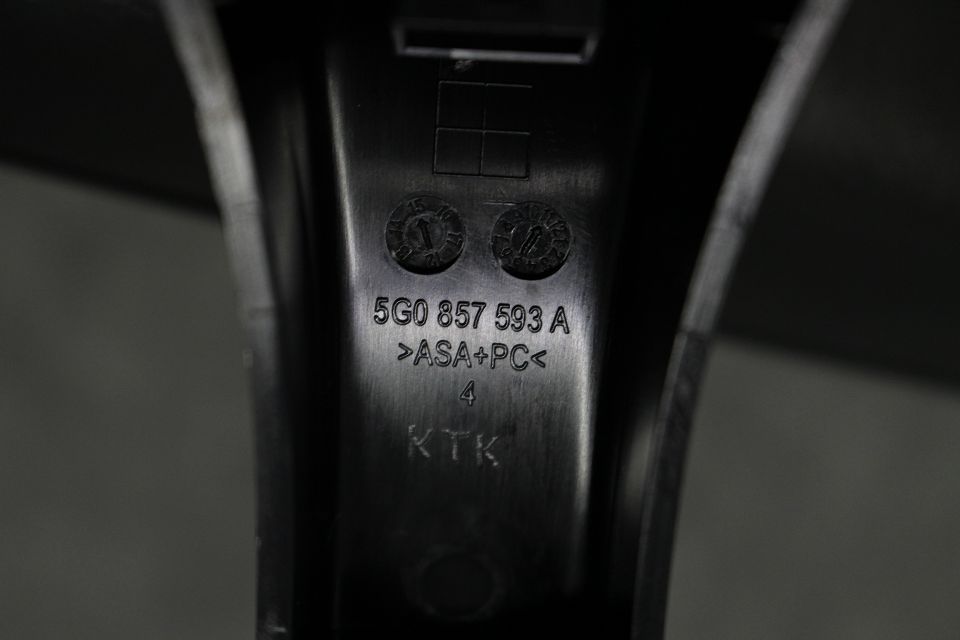 5G0 857 593 A
>ASA+PC<
4
KTK